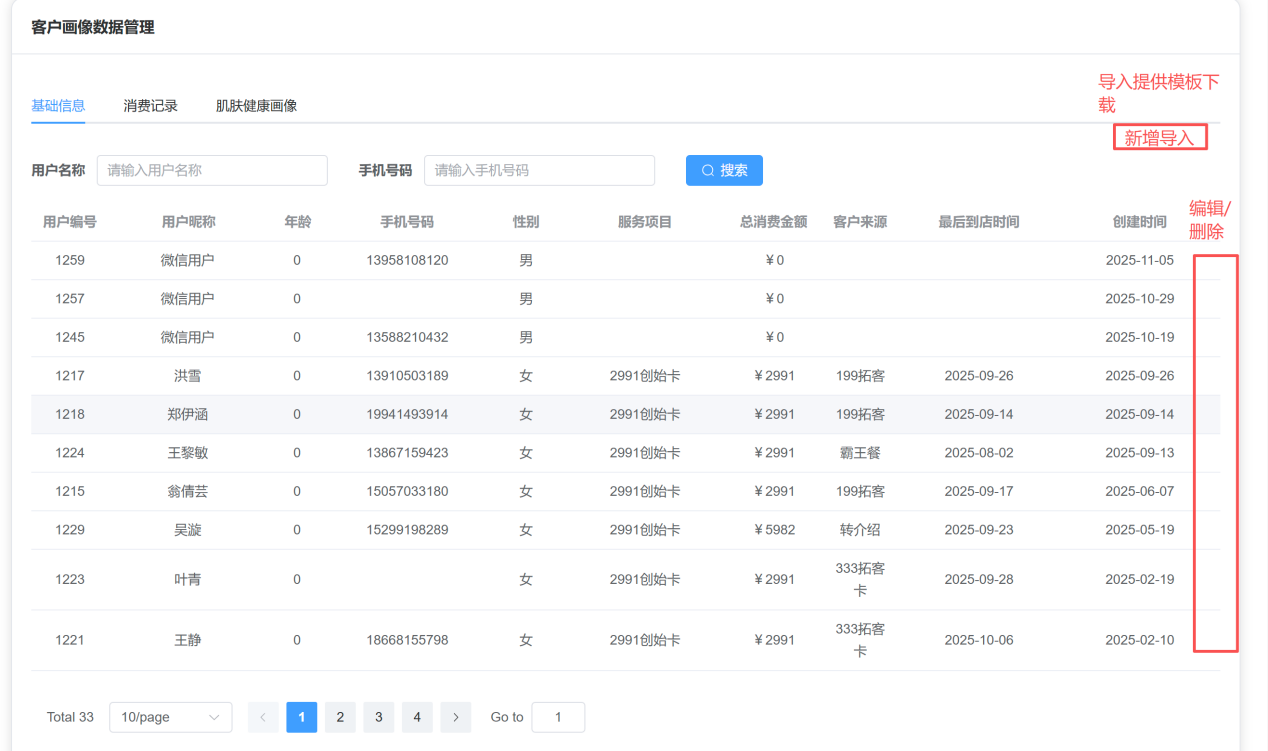 客户画像数据管理
导入提供模板下
载
基础信息 消费记录 肌肤健康画像
新增导入
用户名称 请输入用户名称 手机号码 请输入手机号码 搜索
编辑/
删除
用户编号 用户昵称 年龄 手机号码 性别 服务项目 总消费金额 客户来源 最后到店时间 创建时间
1259 微信用户 0 13958108120 男 ¥0 2025-11-05
1257 微信用户 0 男 ¥0 2025-10-29
1245 微信用户 0 13588210432 男 ¥0 2025-10-19
1217 洪雪 0 13910503189 女 2991创始卡 ¥2991 199拓客 2025-09-26 2025-09-26
1218 郑伊涵 0 19941493914 女 2991创始卡 ¥2991 199拓客 2025-09-14 2025-09-14
1224 王黎敏 0 13867159423 女 2991创始卡 ¥2991 霸王餐 2025-08-02 2025-09-13
1215 翁倩芸 0 15057033180 女 2991创始卡 ¥2991 199拓客 2025-09-17 2025-06-07
1229 吴漩 0 15299198289 女 2991创始卡 ¥5982 转介绍 2025-09-23 2025-05-19
1223 叶青 0 女 2991创始卡 ¥2991 333拓客
卡 2025-09-28 2025-02-19
1221 王静 0 18668155798 女 2991创始卡 ¥2991 333拓客
卡 2025-10-06 2025-02-10
Total 33 10/page 1 2 3 4 Go to 1